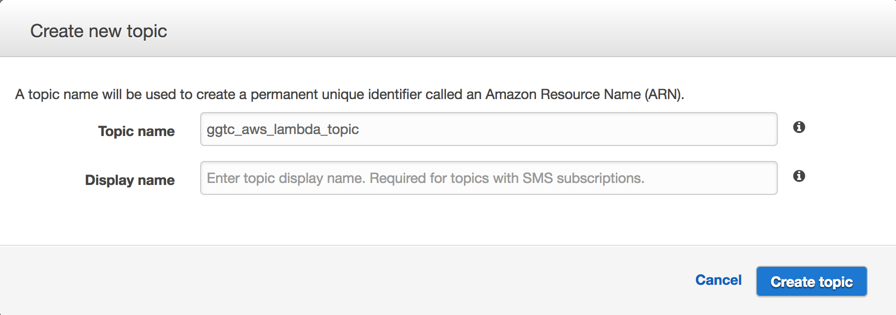 Create new topic
A topic name will be used to create a permanent unique identifier called an Amazon Resource Name (ARN).
Topic name ggtc_aws_lambda_topic
Display name Enter topic display name. Required for topics with SMS subscriptions.
Cancel Create topic